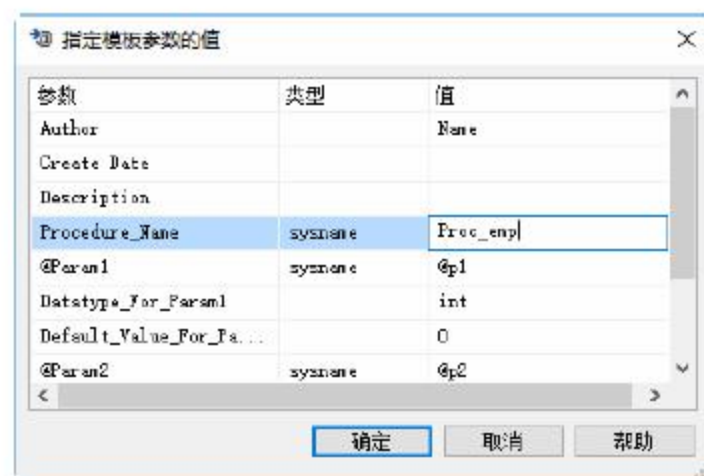 指定模板参数的值
参数 类型 值
Author Name
Create Date
Description
Procedure_Name sysname Proc_emp
@Param1 sysname @p1
Datatype_For_Param1 int
Default_Value_For_Pa... 0
@Param2 sysname @p2
确定 取消 帮助